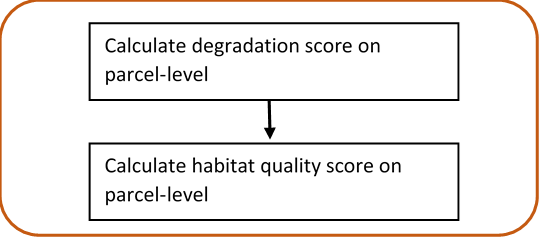 Calculate degradation score on
parcel-level
Calculate habitat quality score on
parcel-level